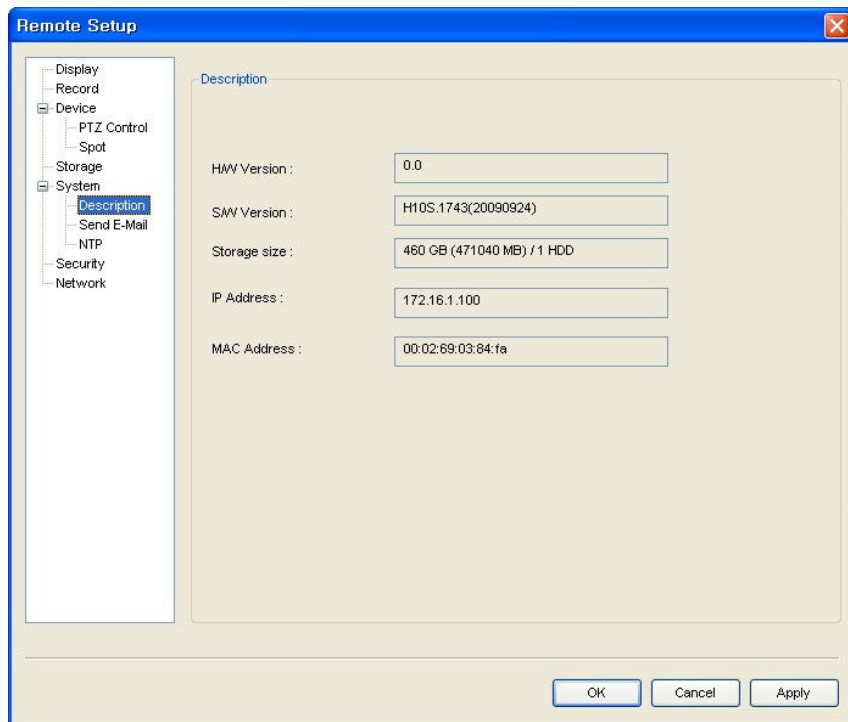 Remote Setup
Display
Record
Device
PTZ Control
Spot
Storage
System
Description
Send E-Mail
NTP
Security
Network
Description
H/W Version : 0.0
S/W Version : H10S.1743(20090924)
Storage size : 460 GB (471040 MB) / 1 HDD
IP Address : 172.16.1.100
MAC Address : 00:02:69:03:84:fa
OK Cancel Apply